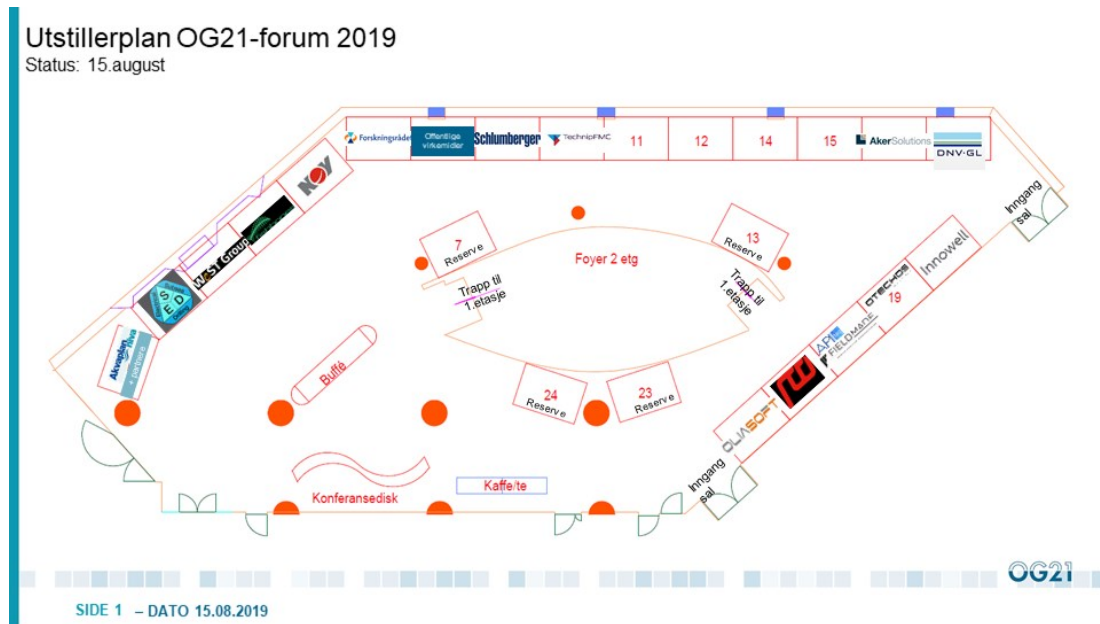 Utstillerplan OG21-forum 2019
Status: 15.august
Forskningsrådet
Offentlige
virkemidler
Schlumberger
TechnipFMC
11
12
14
15
AkerSolutions
DNV·GL
NOV
WeST Group
S
E D
Akvaplan
niva
+ partnere
7
Reserve
13
Reserve
Foyer 2 etg
Trapp til
1.etasje
Trapp til
1.etasje
Inngang
sal
Innowell
OTECHOS
19
API
FIELDMADE
OLIASOFT
Buffé
24
Reserve
23
Reserve
Inngang
sal
Konferansedisk
Kaffe/te
OG21
SIDE 1 – DATO 15.08.2019